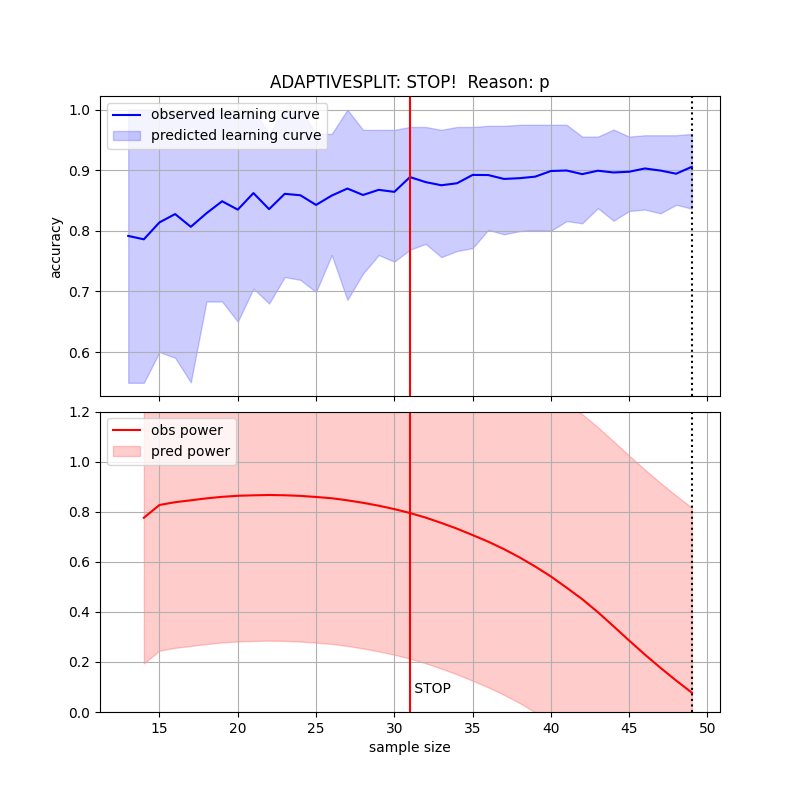 ADAPTIVESPLIT: STOP!  Reason: p
observed learning curve
predicted learning curve
1.0
0.9
0.8
0.7
0.6
accuracy
obs power
pred power
1.2
1.0
0.8
0.6
0.4
0.2
0.0
STOP
15 20 25 30 35 40 45 50
sample size